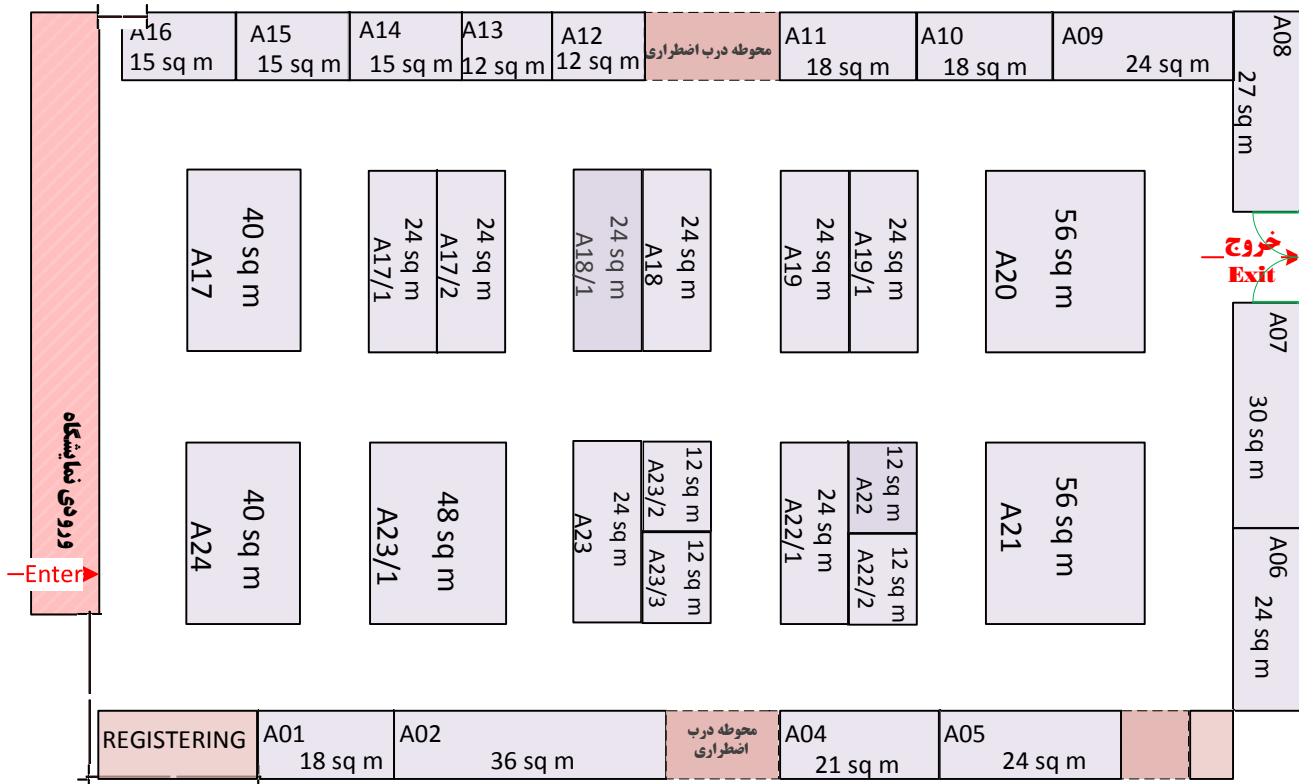 A16
15 sq m
A15
15 sq m
A14
15 sq m
A13
12 sq m
A12
12 sq m
محوطه درب اضطراری
A11
18 sq m
A10
18 sq m
A09
24 sq m
A08
27 sq m
40 sq m
A17
24 sq m
A17/1
24 sq m
A17/2
24 sq m
A18/1
24 sq m
A18
24 sq m
A19
24 sq m
A19/1
56 sq m
A20
خروج
Exit
A07
30 sq m
ورودی نمایشگاه
Enter
40 sq m
A24
48 sq m
A23/1
24 sq m
A23
12 sq m
A23/2
12 sq m
A23/3
24 sq m
A22/1
12 sq m
A22
12 sq m
A22/2
56 sq m
A21
A06
24 sq m
REGISTERING
A01
18 sq m
A02
36 sq m
محوطه درب
اضطراری
A04
21 sq m
A05
24 sq m